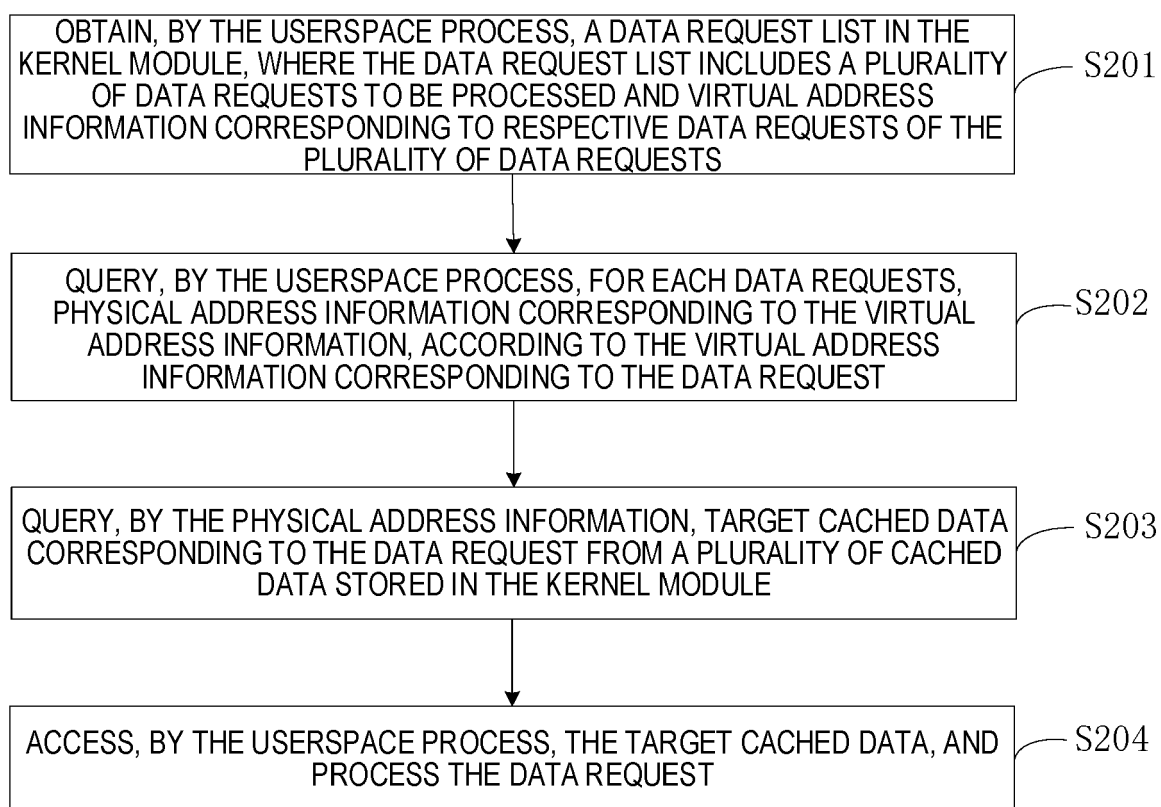 OBTAIN, BY THE USERSPACE PROCESS, A DATA REQUEST LIST IN THE
KERNEL MODULE, WHERE THE DATA REQUEST LIST INCLUDES A PLURALITY
OF DATA REQUESTS TO BE PROCESSED AND VIRTUAL ADDRESS
INFORMATION CORRESPONDING TO RESPECTIVE DATA REQUESTS OF THE
PLURALITY OF DATA REQUESTS
S201
QUERY, BY THE USERSPACE PROCESS, FOR EACH DATA REQUESTS,
PHYSICAL ADDRESS INFORMATION CORRESPONDING TO THE VIRTUAL
ADDRESS INFORMATION, ACCORDING TO THE VIRTUAL ADDRESS
INFORMATION CORRESPONDING TO THE DATA REQUEST
S202
QUERY, BY THE PHYSICAL ADDRESS INFORMATION, TARGET CACHED DATA
CORRESPONDING TO THE DATA REQUEST FROM A PLURALITY OF CACHED
DATA STORED IN THE KERNEL MODULE
S203
ACCESS, BY THE USERSPACE PROCESS, THE TARGET CACHED DATA, AND
PROCESS THE DATA REQUEST
S204